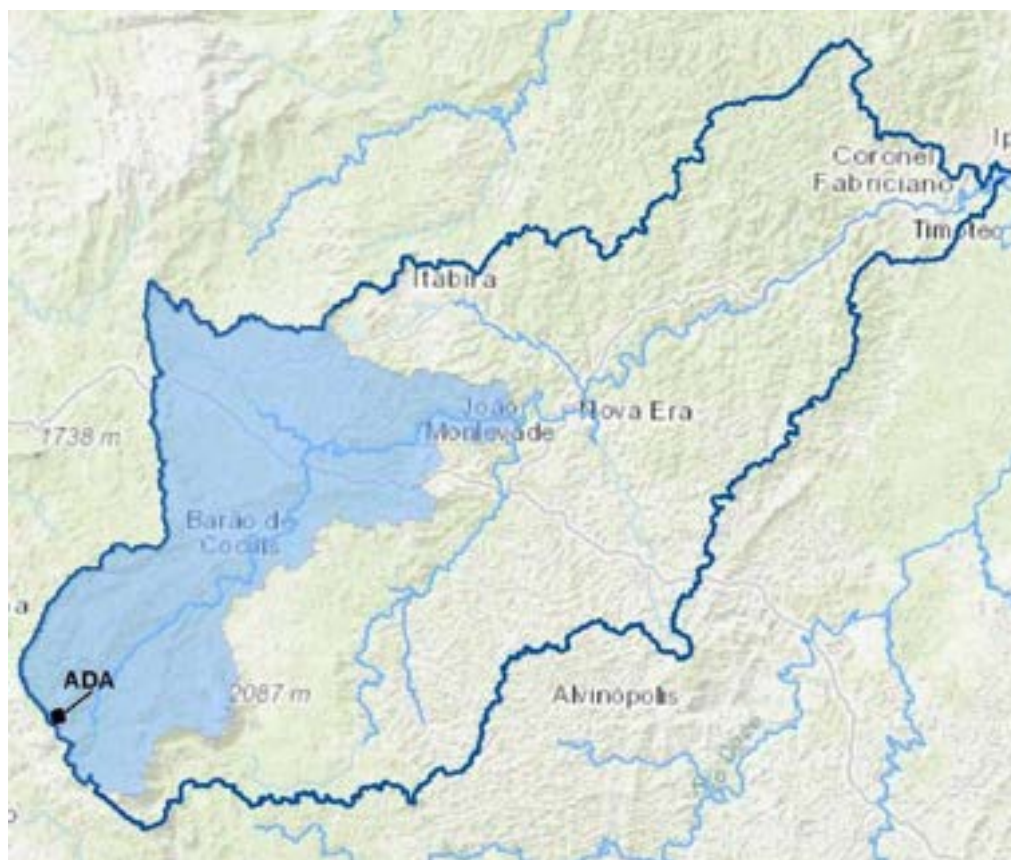 Coronel
Fabriciano
Timóteo
Itabira
João
Monlevade
Nova Era
1738 m
Barão de
Cocais
ADA
2087 m
Alvinópolis